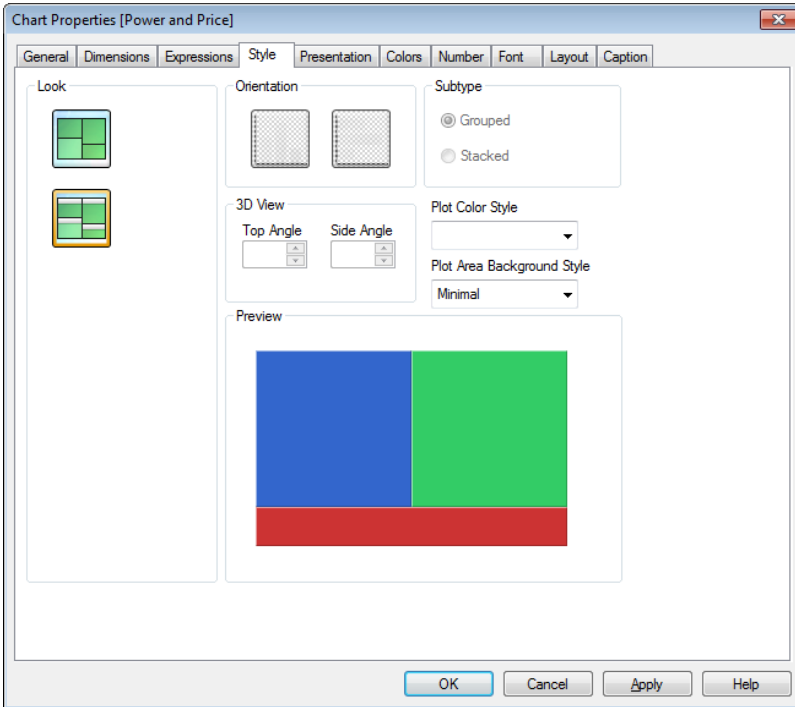 Chart Properties [Power and Price]
General Dimensions Expressions Style Presentation Colors Number Font Layout Caption
Look
Orientation
Subtype
Grouped
Stacked
3D View
Top Angle Side Angle
Plot Color Style
Plot Area Background Style
Minimal
Preview
OK Cancel Apply Help